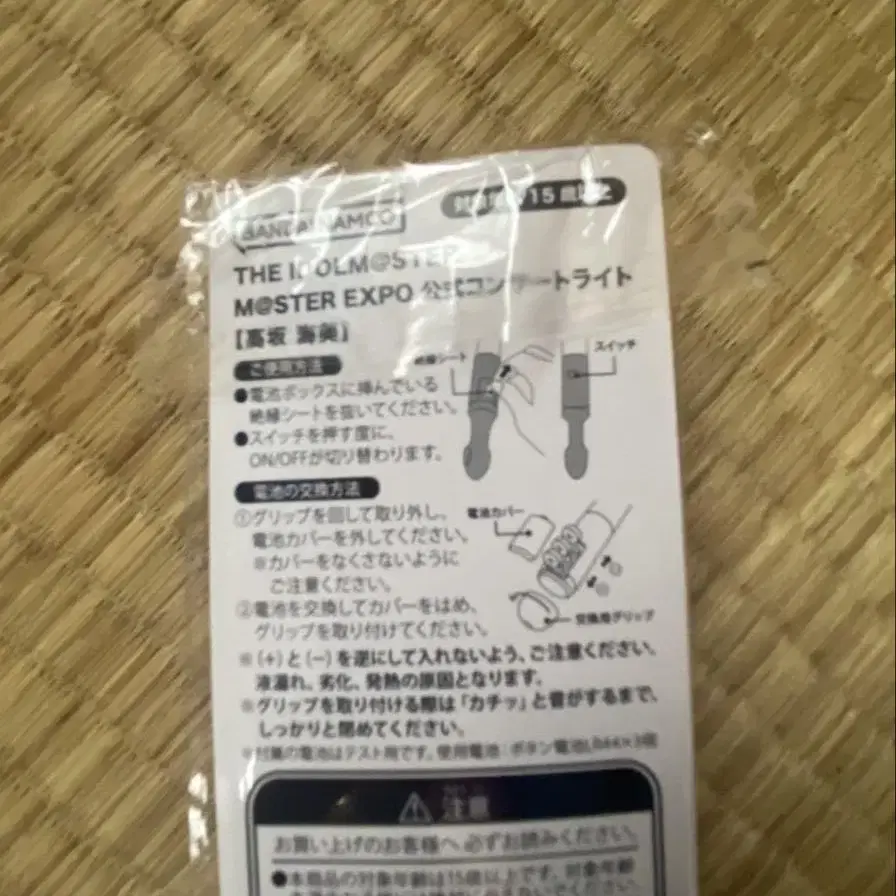 BANDAI NAMCO
対象年齢 15歳以上
THE IDOLM@STER
M@STER EXPO 公式コンサートライト
【高坂 海美】
ご使用方法
●電池ボックスに挿んでいる
絶縁シートを抜いてください。
●スイッチを押す度に、
ON/OFFが切り替わります。
絶縁シート
スイッチ
電池の交換方法
①グリップを回して取り外し、
電池カバーを外してください。
※カバーをなくさないように
ご注意ください。
②電池を交換してカバーをはめ、
グリップを取り付けてください。
電池カバー
交換用グリップ
※(+)と(−)を逆にして入れないよう、ご注意ください。
液漏れ、劣化、発熱の原因となります。
※グリップを取り付ける際は「カチッ」と音がするまで、
しっかりと閉めてください。
※付属の電池はテスト用です。使用電池：ボタン電池LR44×3個
注意
お買い上げのお客様へ 必ずお読みください。
●本商品の対象年齢は15歳以上です。対象年齢